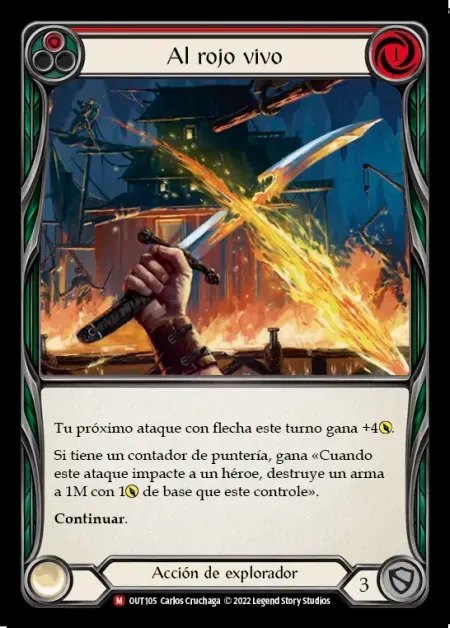 1
Al rojo vivo
Tu próximo ataque con flecha este turno gana +4.
Si tiene un contador de puntería, gana «Cuando
este ataque impacte a un héroe, destruye un arma
a 1M con 1 de base que este controle».
Continuar.
Acción de explorador
3
M OUT105 Carlos Cruchaga © 2022 Legend Story Studios